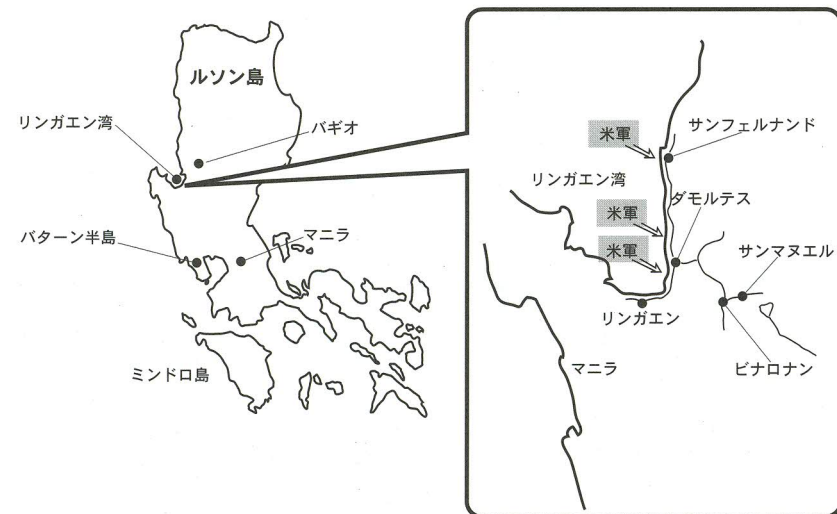 ルソン島
リンガエン湾
バギオ
バターン半島
マニラ
ミンドロ島
米軍
サンフェルナンド
リンガエン湾
ダモルテス
米軍
米軍
サンマヌエル
リンガエン
マニラ
ビナロナン